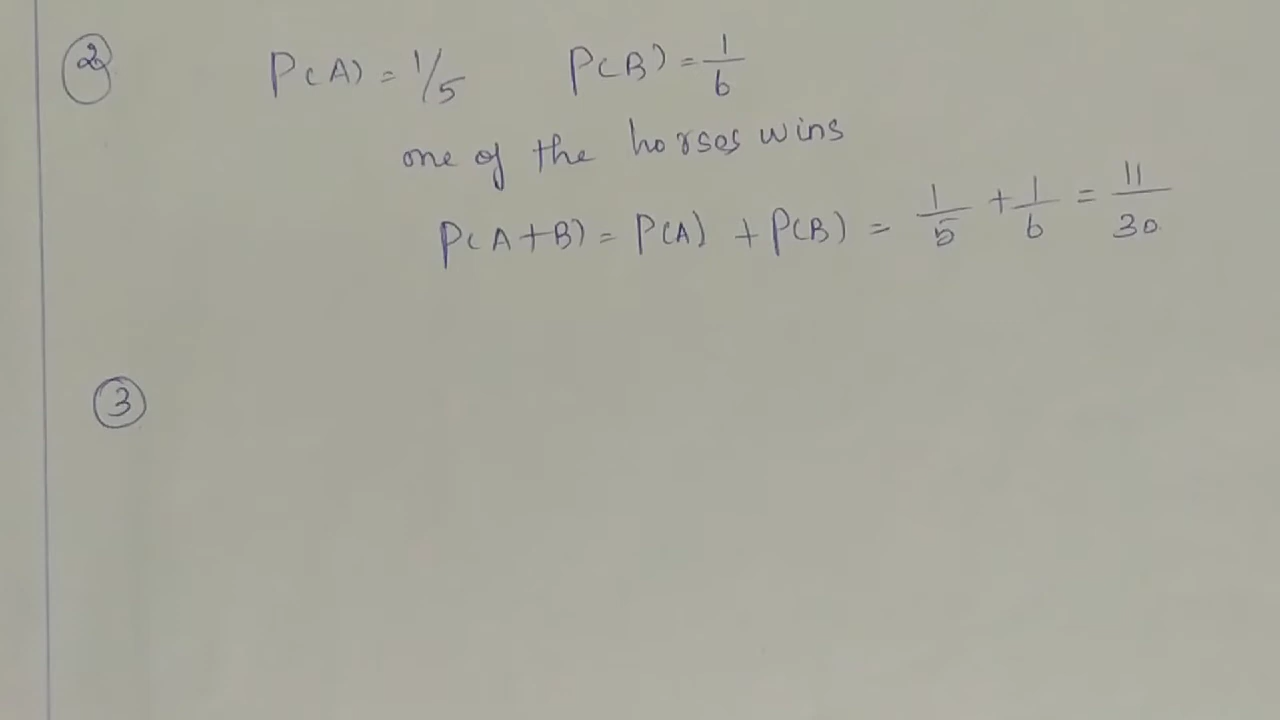 ② P(A) = 1/5 P(B) = 1/6
one of the horses wins
P(A+B) = P(A) + P(B) = 1/5 + 1/6 = 11/30
③